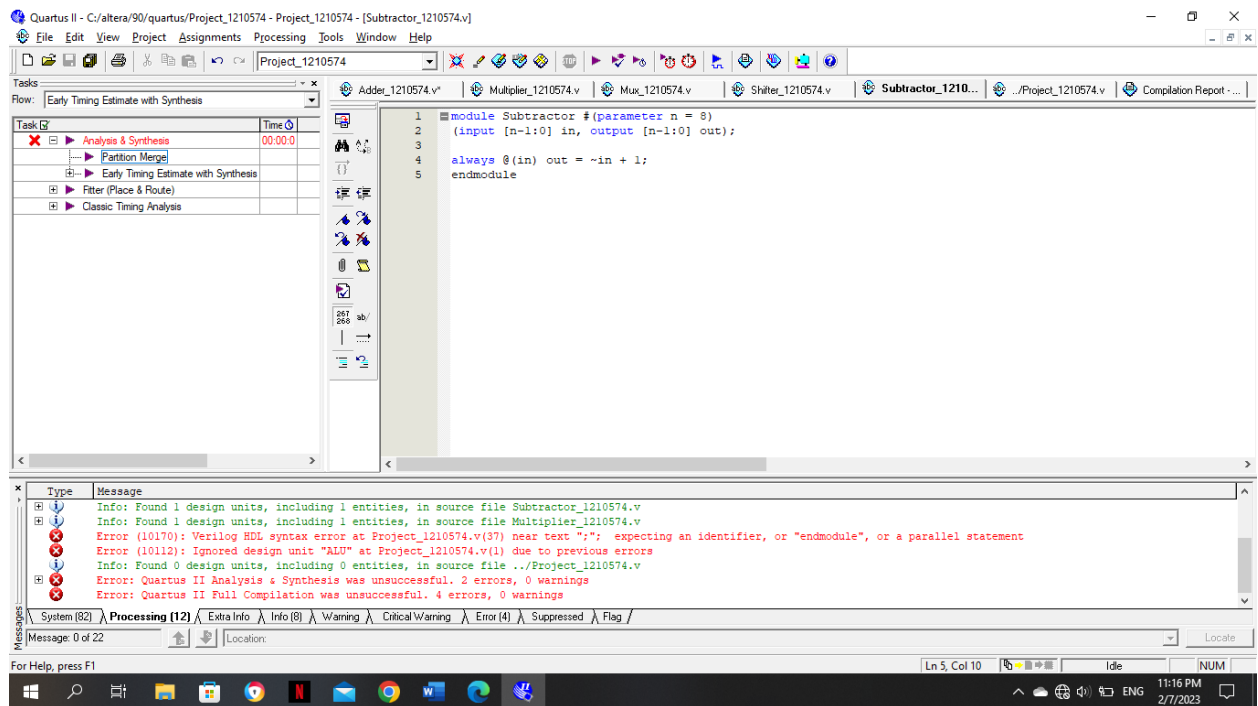 Quartus II - C:/altera/90/quartus/Project_1210574 - Project_1210574 - [Subtractor_1210574.v]
File Edit View Project Assignments Processing Tools Window Help
Project_1210574
Tasks
Flow: Early Timing Estimate with Synthesis
Task Time
Analysis & Synthesis 00:00:0
Partition Merge
Early Timing Estimate with Synthesis
Fitter (Place & Route)
Classic Timing Analysis
Adder_1210574.v* Multiplier_1210574.v Mux_1210574.v Shifter_1210574.v Subtractor_1210... ../Project_1210574.v Compilation Report - ...
267
268 ab/
1 module Subtractor #(parameter n = 8)
2 (input [n-1:0] in, output [n-1:0] out);
3
4 always @(in) out = ~in + 1;
5 endmodule
Type Message
Info: Found 1 design units, including 1 entities, in source file Subtractor_1210574.v
Info: Found 1 design units, including 1 entities, in source file Multiplier_1210574.v
Error (10170): Verilog HDL syntax error at Project_1210574.v(37) near text ";"; expecting an identifier, or "endmodule", or a parallel statement
Error (10112): Ignored design unit "ALU" at Project_1210574.v(1) due to previous errors
Info: Found 0 design units, including 0 entities, in source file ../Project_1210574.v
Error: Quartus II Analysis & Synthesis was unsuccessful. 2 errors, 0 warnings
Error: Quartus II Full Compilation was unsuccessful. 4 errors, 0 warnings
System (82) Processing (12) Extra Info Info (8) Warning Critical Warning Error (4) Suppressed Flag
Messages
Message: 0 of 22 Location: Locate
For Help, press F1 Ln 5, Col 10 Idle NUM
ENG 11:16 PM
2/7/2023